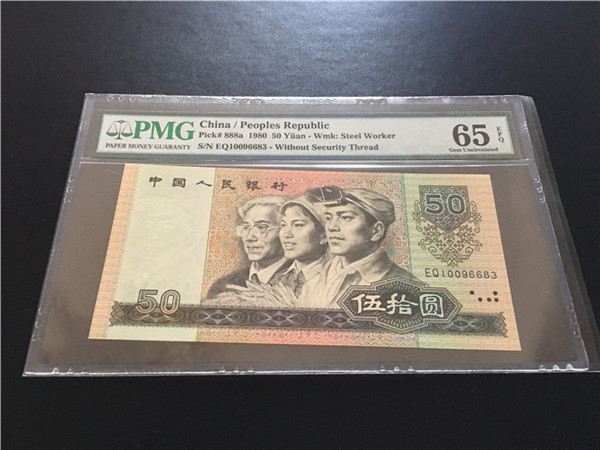 PMG
PAPER MONEY GUARANTY
China / Peoples Republic
Pick# 888a 1980 50 Yüan - Wmk: Steel Worker
S/N EQ10096683 - Without Security Thread
65 EPQ
Gem Uncirculated
中国人民银行
50
EQ10096683
50
伍拾圆